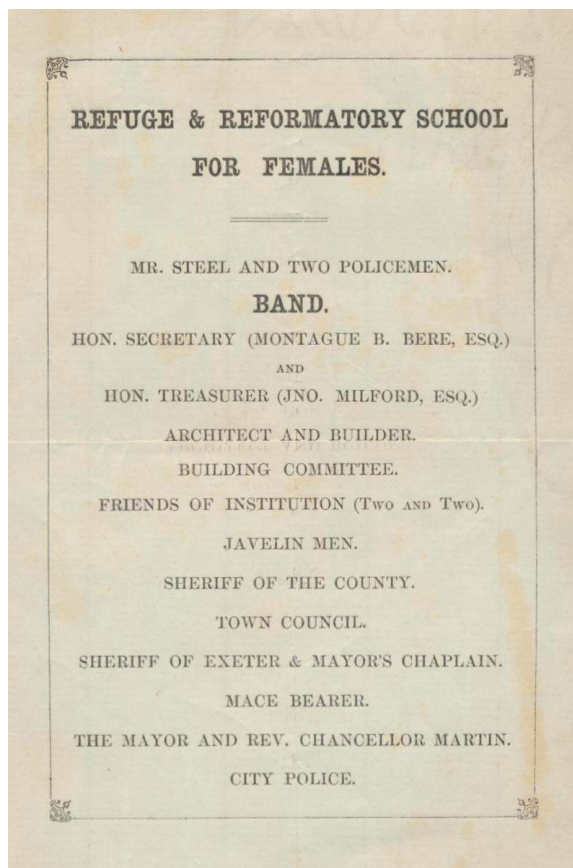 REFUGE & REFORMATORY SCHOOL
FOR FEMALES.
MR. STEEL AND TWO POLICEMEN.
BAND.
HON. SECRETARY (MONTAGUE B. BERE, ESQ.)
AND
HON. TREASURER (JNO. MILFORD, ESQ.)
ARCHITECT AND BUILDER.
BUILDING COMMITTEE.
FRIENDS OF INSTITUTION (Two and Two).
JAVELIN MEN.
SHERIFF OF THE COUNTY.
TOWN COUNCIL.
SHERIFF OF EXETER & MAYOR'S CHAPLAIN.
MACE BEARER.
THE MAYOR AND REV. CHANCELLOR MARTIN.
CITY POLICE.